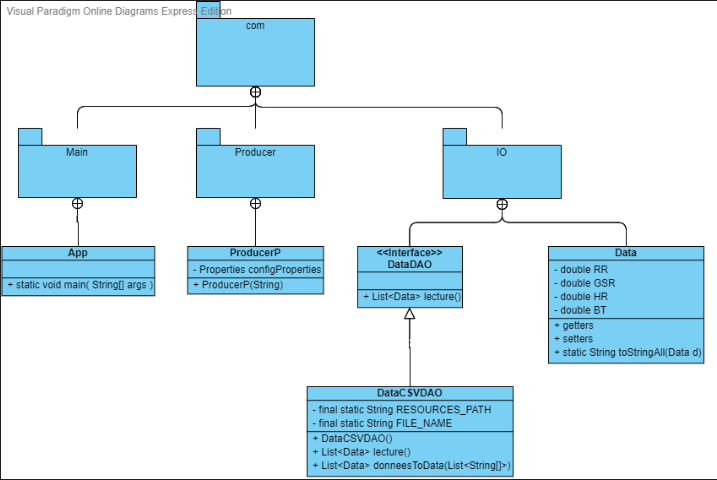 Visual Paradigm Online Diagrams Express Edition
com
Main
Producer
IO
App
+ static void main( String[] args )
ProducerP
- Properties configProperties
+ ProducerP(String)
<<Interface>>
DataDAO
+ List<Data> lecture()
Data
- double RR
- double GSR
- double HR
- double BT
+ getters
+ setters
+ static String toStringAll(Data d)
DataCSVDAO
- final static String RESOURCES_PATH
- final static String FILE_NAME
+ DataCSVDAO()
+ List<Data> lecture()
+ List<Data> donneesToData(List<String[]>)